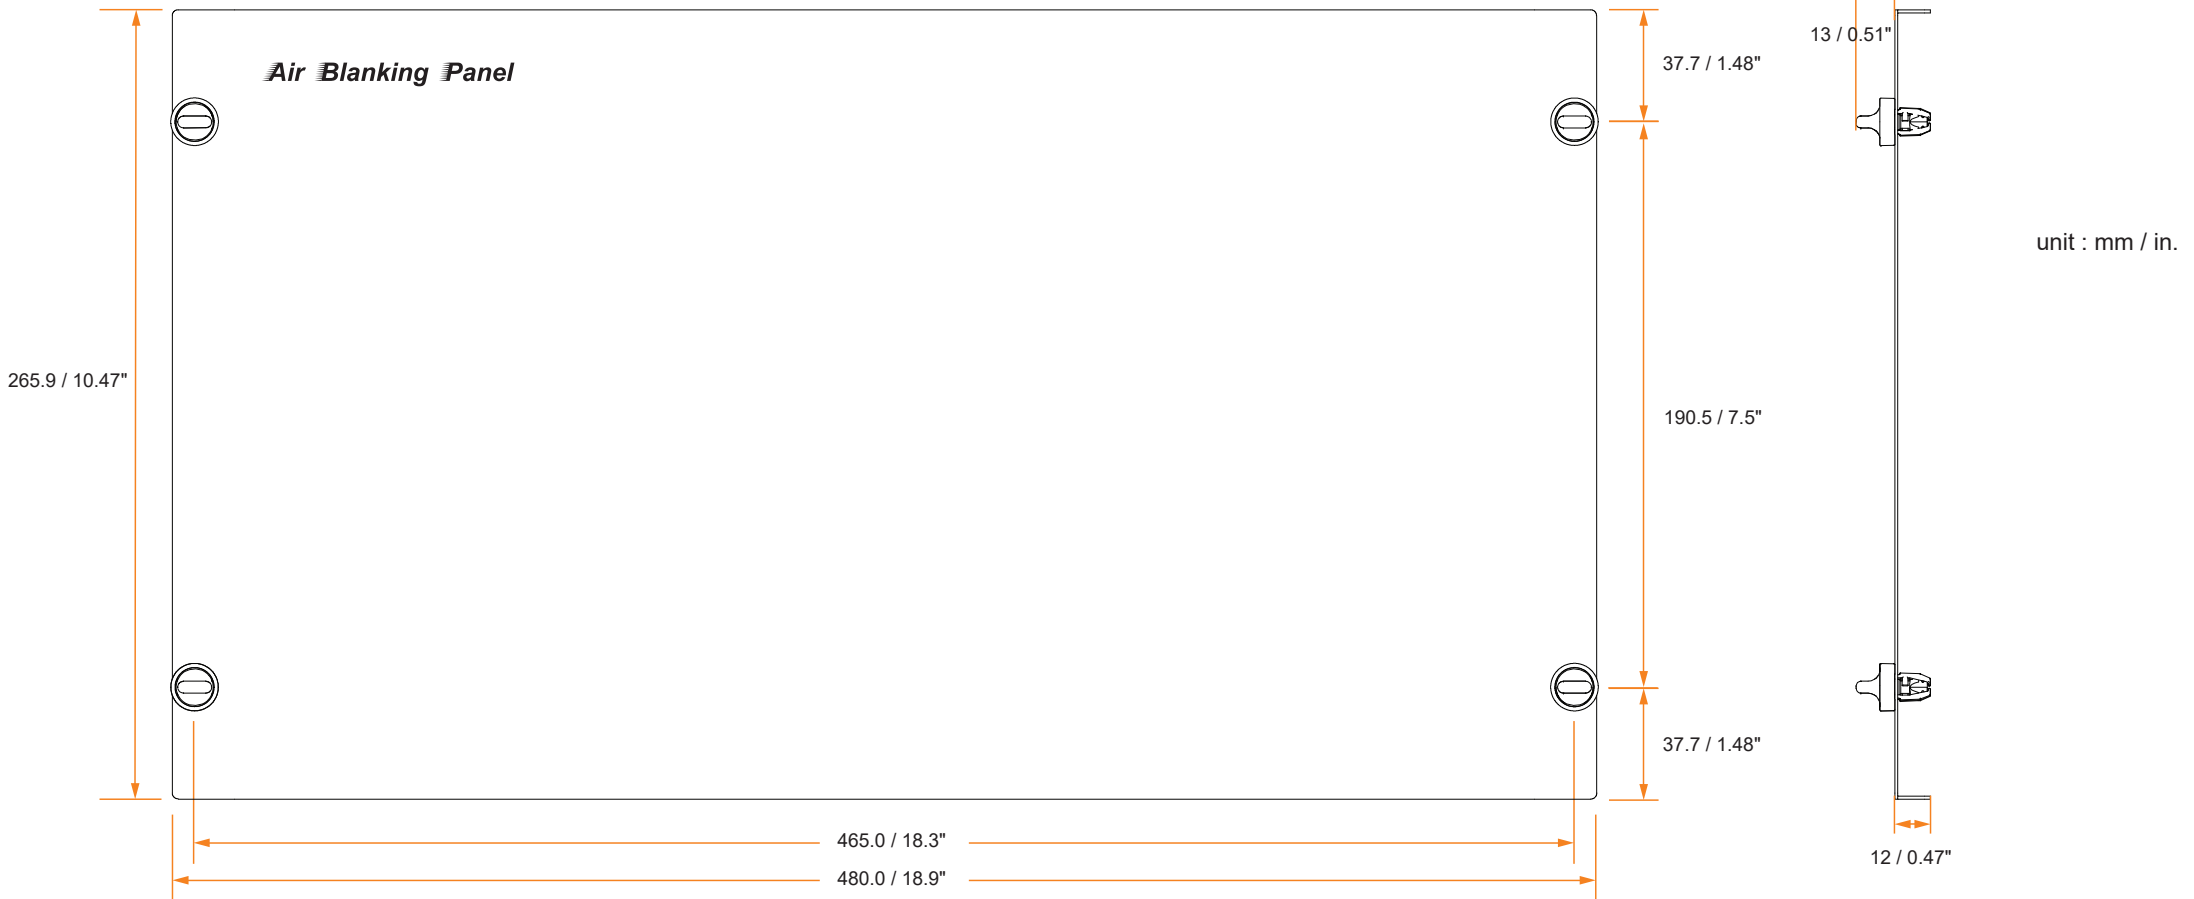 13 / 0.51"
37.7 / 1.48"
Air Blanking Panel
unit : mm / in.
265.9 / 10.47"
190.5 / 7.5"
37.7 / 1.48"
465.0 / 18.3"
12 / 0.47"
480.0 / 18.9"